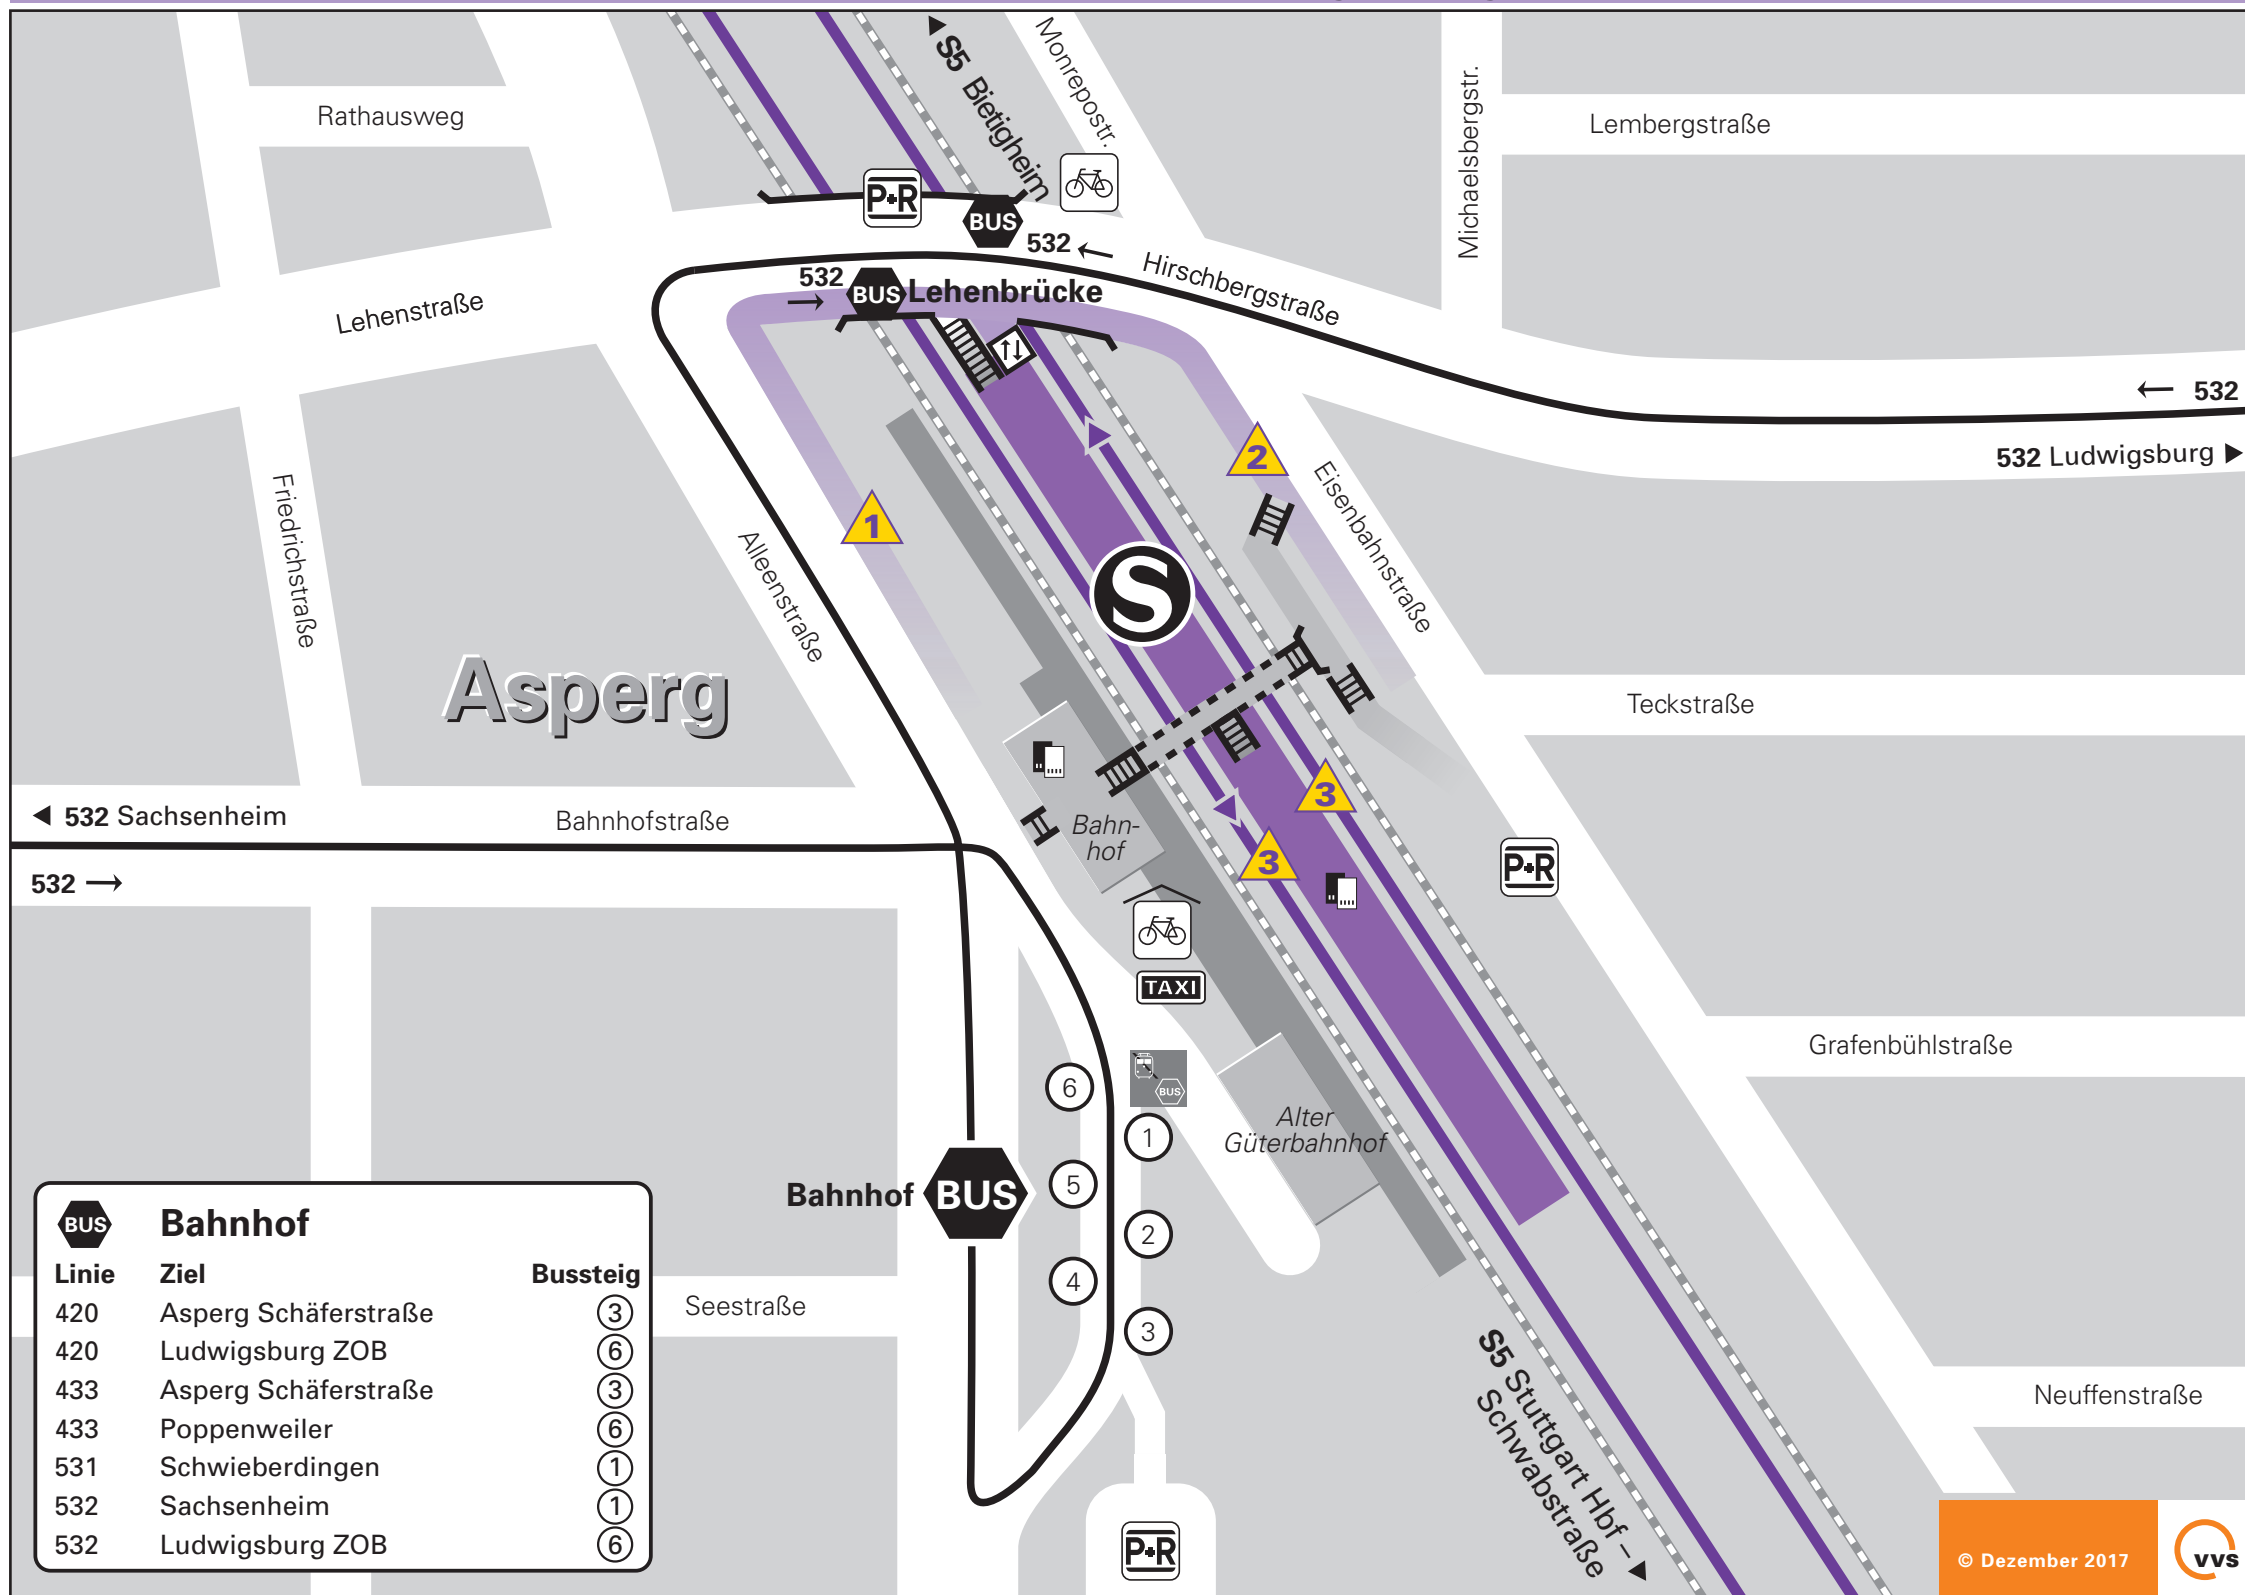 S5 Bietigheim
Monrepostr.
Michaelsbergstr.
Rathausweg
Lembergstraße
P+R
BUS
532
Hirschbergstraße
532
BUS
Lehenbrücke
Lehenstraße
532
532 Ludwigsburg
2
1
Friedrichstraße
Alleenstraße
Eisenbahnstraße
S
Asperg
Teckstraße
532 Sachsenheim
Bahnhofstraße
532
Bahn-
hof
3
3
P+R
TAXI
Grafenbühlstraße
BUS
6
1
5
2
4
3
Alter
Güterbahnhof
Bahnhof
BUS
Seestraße
Neuffenstraße
S5 Stuttgart Hbf –
Schwabstraße
P+R
BUS Bahnhof
Linie Ziel Bussteig
420 Asperg Schäferstraße 3
420 Ludwigsburg ZOB 6
433 Asperg Schäferstraße 3
433 Poppenweiler 6
531 Schwieberdingen 1
532 Sachsenheim 1
532 Ludwigsburg ZOB 6
© Dezember 2017
vvs